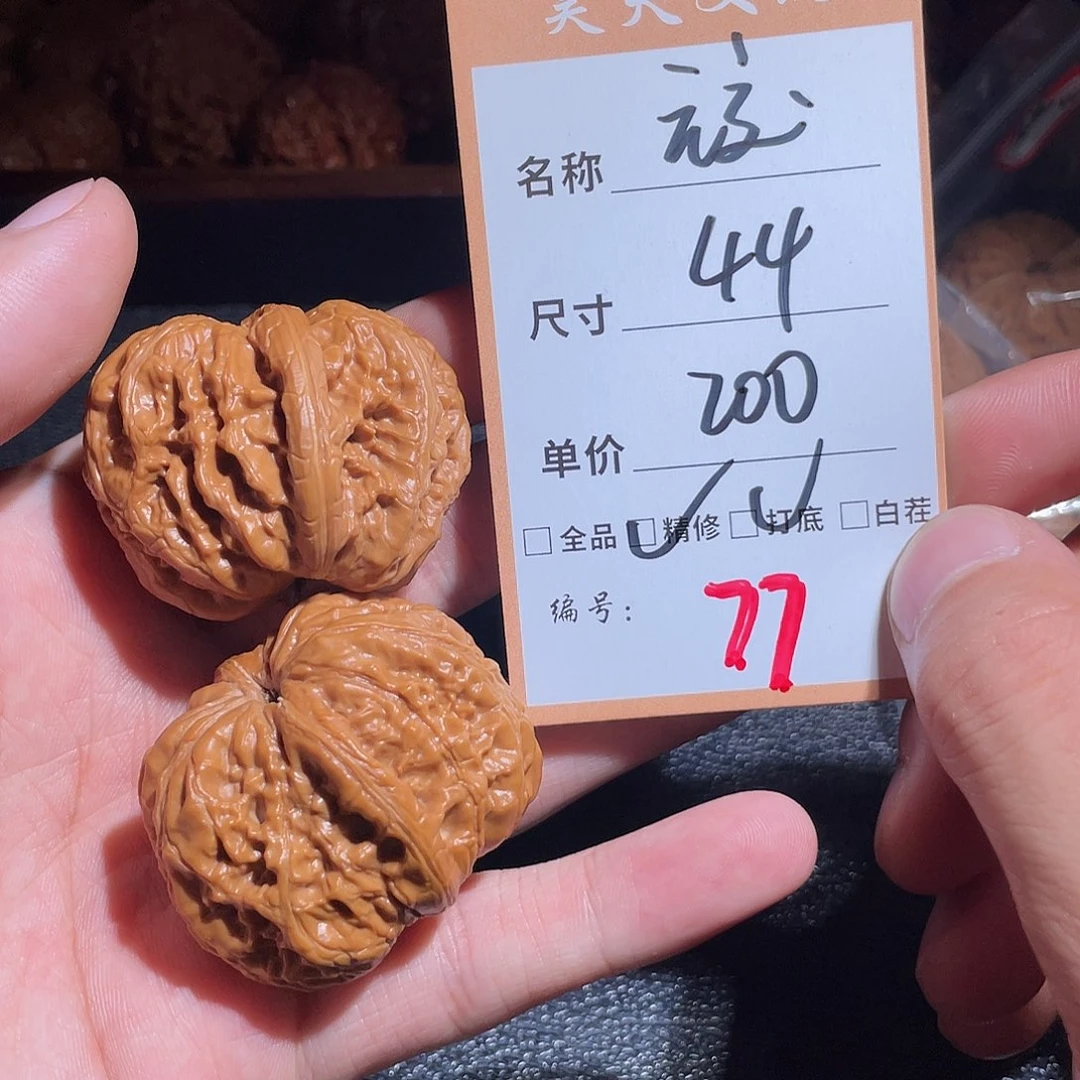 名称
尺寸 44
单价 200
□全品 □精修 □打底 □白茬
编号: 77